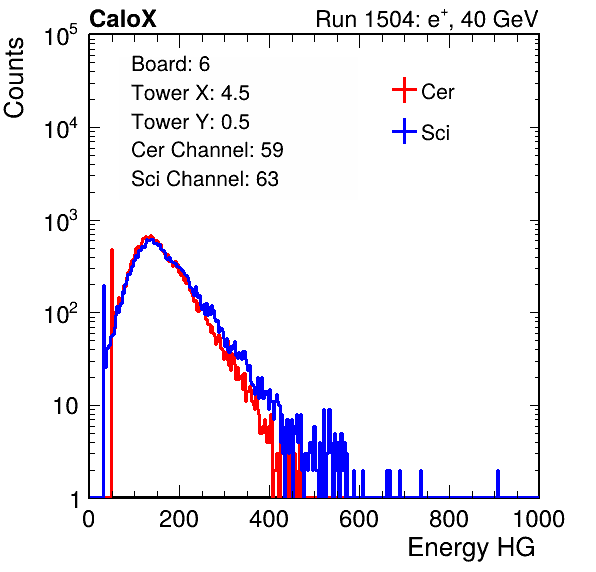 CaloX Run 1504: e⁺, 40 GeV
Counts
10⁵
10⁴
10³
10²
10
1
Board: 6
Tower X: 4.5
Tower Y: 0.5
Cer Channel: 59
Sci Channel: 63
Cer
Sci
0 200 400 600 800 1000
Energy HG